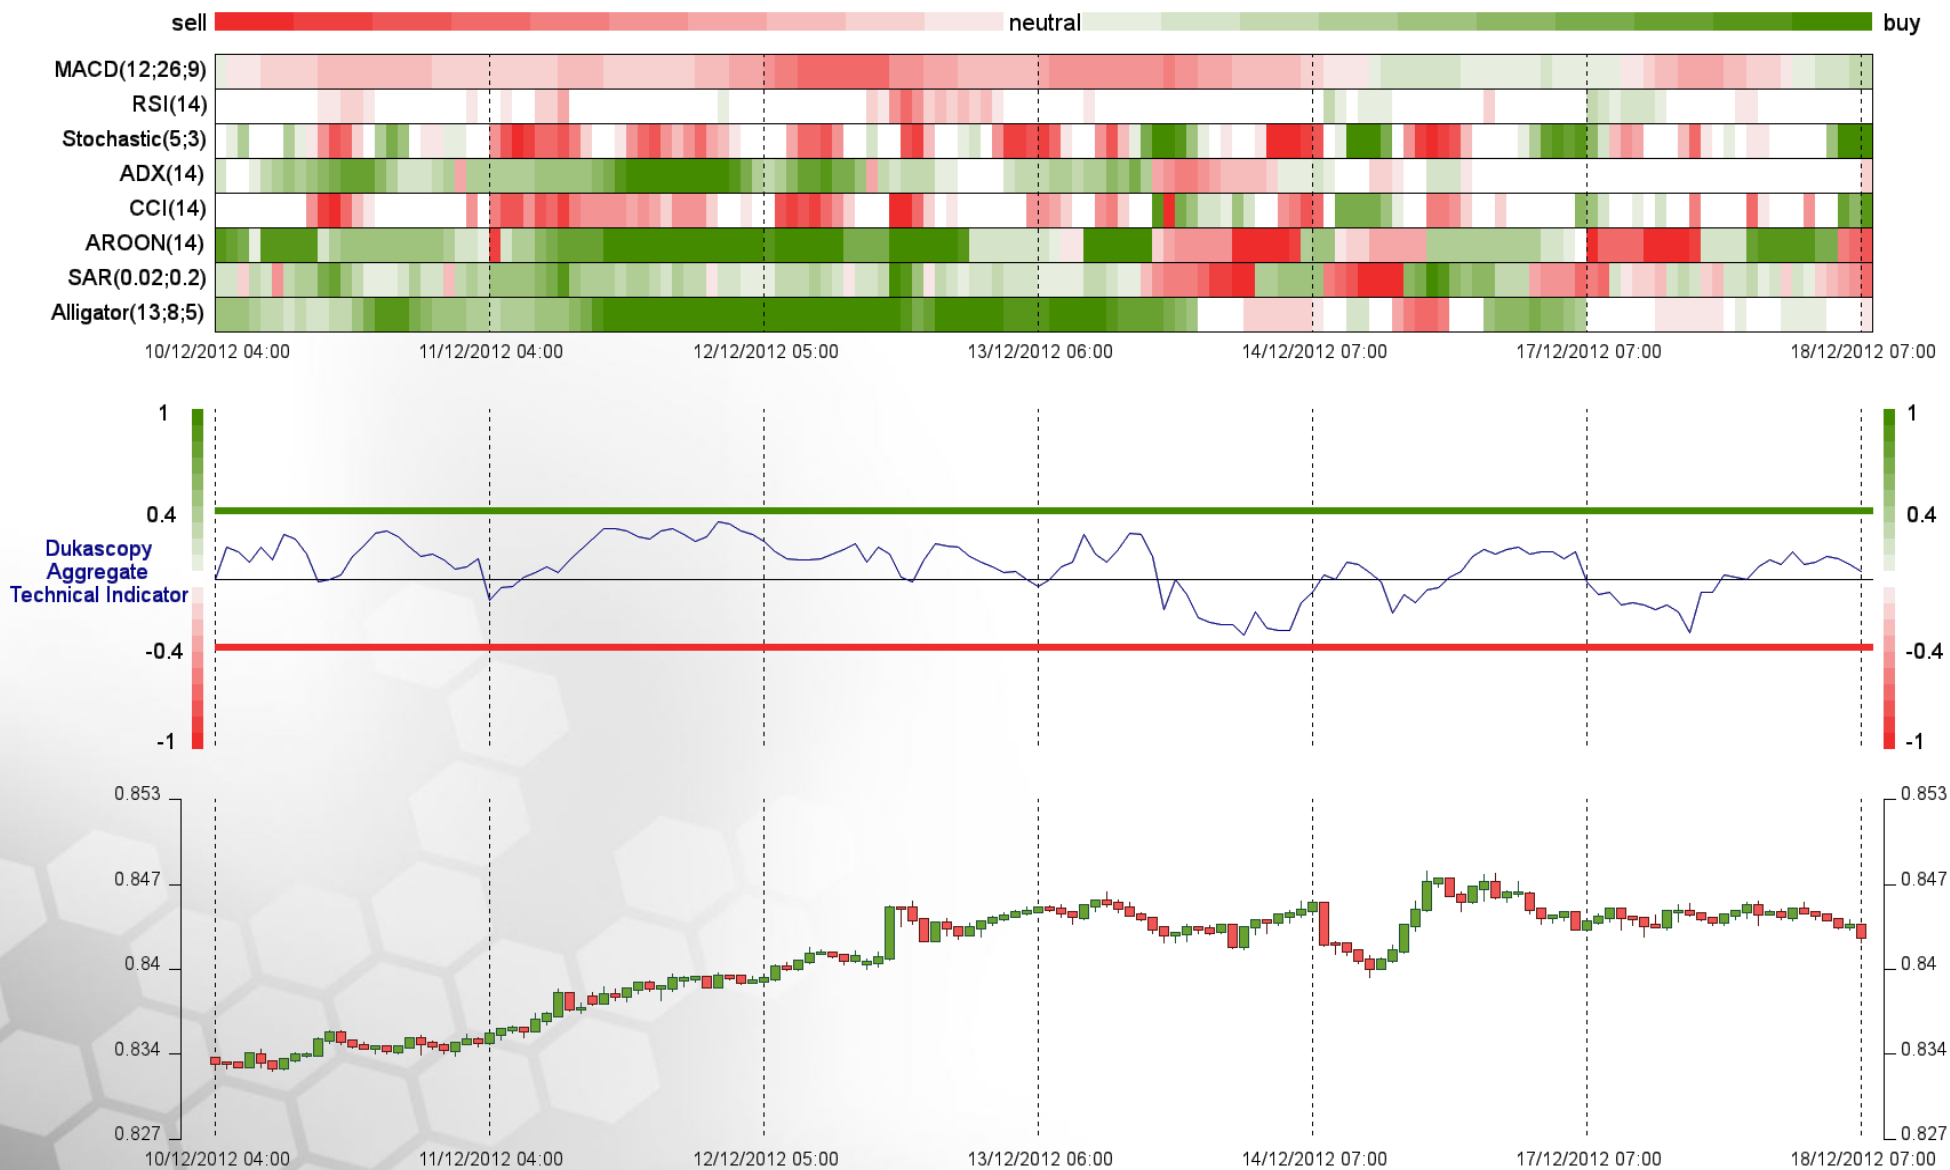 sell neutral buy
MACD(12;26;9)
RSI(14)
Stochastic(5;3)
ADX(14)
CCI(14)
AROON(14)
SAR(0.02;0.2)
Alligator(13;8;5)
10/12/2012 04:00 11/12/2012 04:00 12/12/2012 05:00 13/12/2012 06:00 14/12/2012 07:00 17/12/2012 07:00 18/12/2012 07:00
1 1
0.4 0.4
Dukascopy
Aggregate
Technical Indicator
-0.4 -0.4
-1 -1
0.853 0.853
0.847 0.847
0.84 0.84
0.834 0.834
0.827 0.827
10/12/2012 04:00 11/12/2012 04:00 12/12/2012 05:00 13/12/2012 06:00 14/12/2012 07:00 17/12/2012 07:00 18/12/2012 07:00